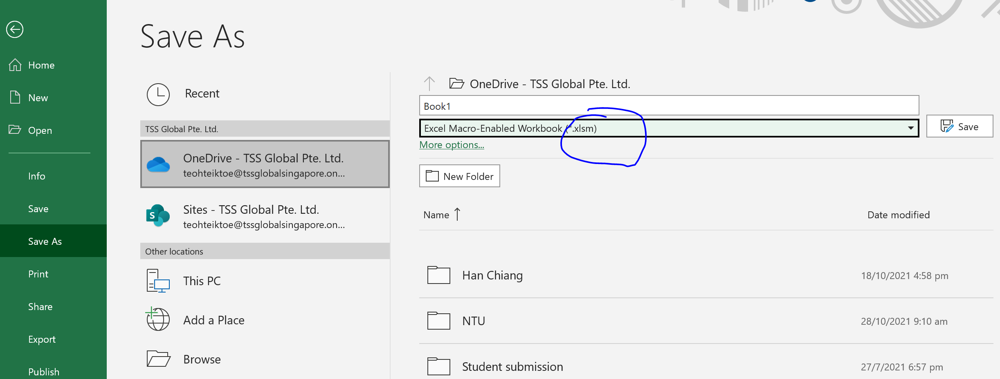 Save As
Home
New
Open
Info
Save
Save As
Print
Share
Export
Publish
Recent
TSS Global Pte. Ltd.
OneDrive - TSS Global Pte. Ltd.
teohteiktoe@tssglobalsingapore.on...
S
Sites - TSS Global Pte. Ltd.
teohteiktoe@tssglobalsingapore.on...
Other locations
This PC
Add a Place
Browse
OneDrive - TSS Global Pte. Ltd.
Book1
Excel Macro-Enabled Workbook (*.xlsm)
Save
More options...
New Folder
Name Date modified
Han Chiang 18/10/2021 4:58 pm
NTU 28/10/2021 9:10 am
Student submission 27/7/2021 6:57 pm